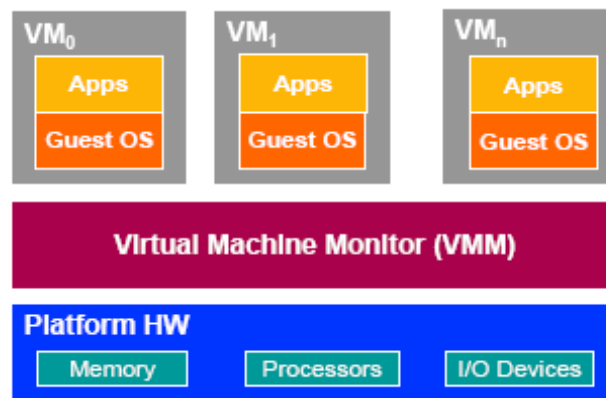 VM₀ VM₁ VMₙ
Apps Apps Apps
Guest OS Guest OS Guest OS
Virtual Machine Monitor (VMM)
Platform HW
Memory Processors I/O Devices